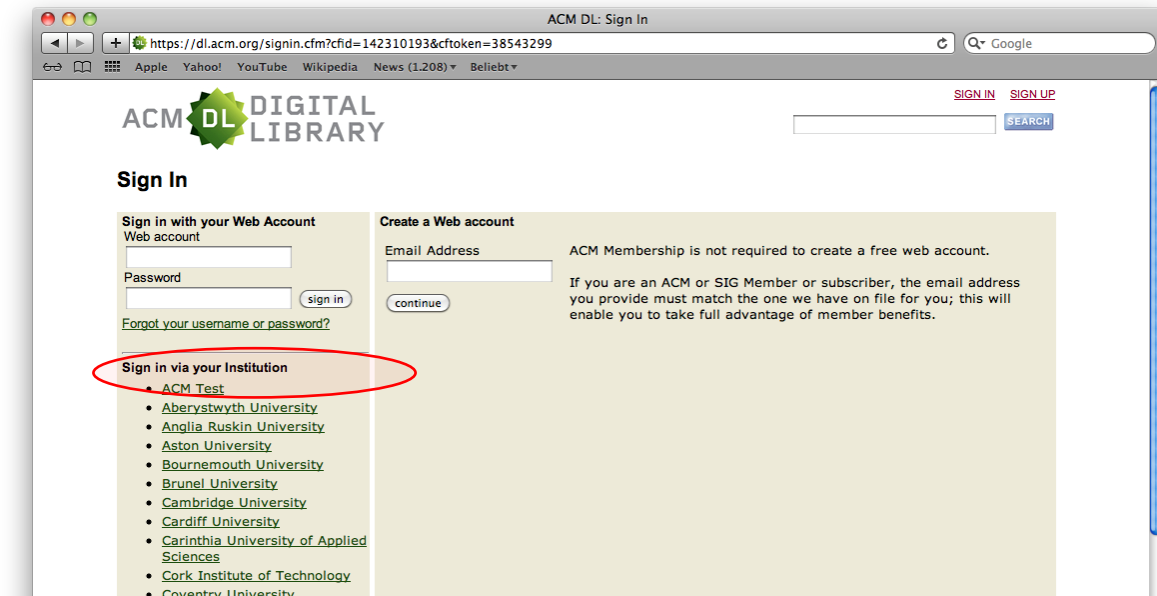 ACM DL: Sign In
https://dl.acm.org/signin.cfm?cfid=142310193&cftoken=38543299
Google
Apple Yahoo! YouTube Wikipedia News (1.208) Beliebt
ACM DL DIGITAL LIBRARY
SIGN IN SIGN UP
SEARCH
Sign In
Sign in with your Web Account
Web account
Password
sign in
Forgot your username or password?
Sign in via your Institution
ACM Test
Aberystwyth University
Anglia Ruskin University
Aston University
Bournemouth University
Brunel University
Cambridge University
Cardiff University
Carinthia University of Applied
Sciences
Cork Institute of Technology
Coventry University
Create a Web account
Email Address
continue
ACM Membership is not required to create a free web account.
If you are an ACM or SIG Member or subscriber, the email address
you provide must match the one we have on file for you; this will
enable you to take full advantage of member benefits.